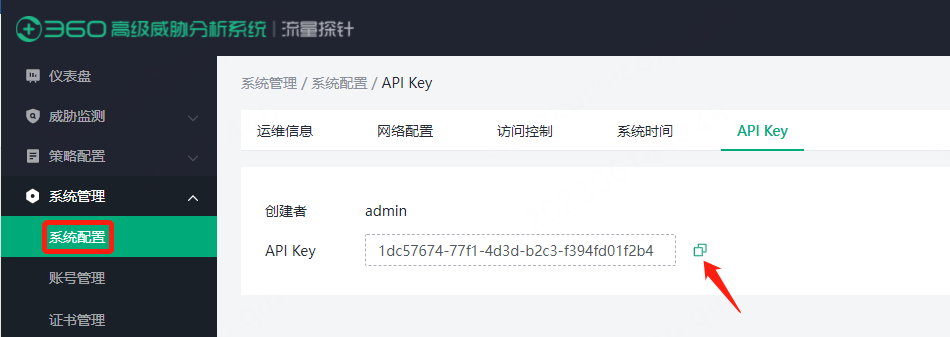 360高级威胁分析系统 | 流量探针
仪表盘
威胁监测
策略配置
系统管理
系统配置
账号管理
证书管理
系统管理 / 系统配置 / API Key
运维信息 网络配置 访问控制 系统时间 API Key
创建者 admin
API Key 1dc57674-77f1-4d3d-b2c3-f394fd01f2b4